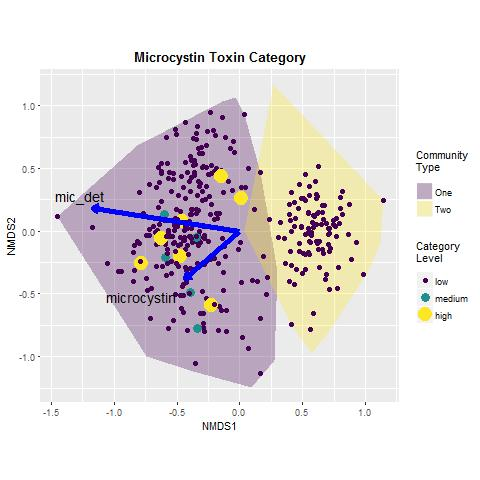 Microcystin Toxin Category
NMDS2
1.0
0.5
0.0
-0.5
-1.0
mic_det
microcystin
-1.5
-1.0
-0.5
0.0
0.5
1.0
NMDS1
Community
Type
One
Two
Category
Level
low
medium
high